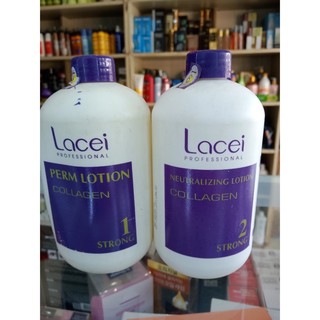 Lacei
PROFESSIONAL
PERM LOTION
COLLAGEN
1
STRONG
Lacei
PROFESSIONAL
NEUTRALIZING LOTION
COLLAGEN
2
STRONG